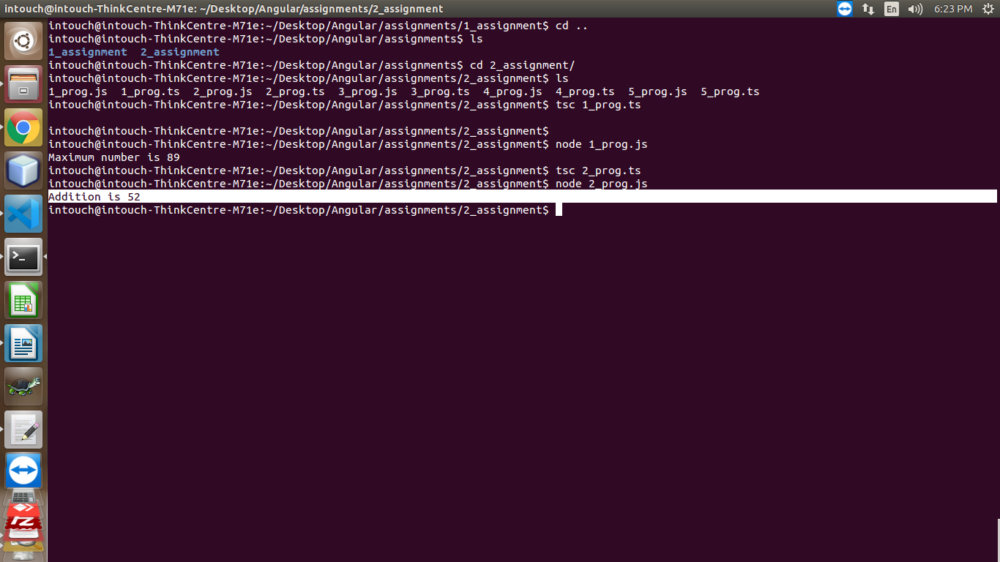 intouch@intouch-ThinkCentre-M71e: ~/Desktop/Angular/assignments/2_assignment
En
6:23 PM
intouch@intouch-ThinkCentre-M71e:~/Desktop/Angular/assignments/1_assignment$ cd ..
intouch@intouch-ThinkCentre-M71e:~/Desktop/Angular/assignments$ ls
1_assignment  2_assignment
intouch@intouch-ThinkCentre-M71e:~/Desktop/Angular/assignments$ cd 2_assignment/
intouch@intouch-ThinkCentre-M71e:~/Desktop/Angular/assignments/2_assignment$ ls
1_prog.js  1_prog.ts  2_prog.js  2_prog.ts  3_prog.js  3_prog.ts  4_prog.js  4_prog.ts  5_prog.js  5_prog.ts
intouch@intouch-ThinkCentre-M71e:~/Desktop/Angular/assignments/2_assignment$ tsc 1_prog.ts
intouch@intouch-ThinkCentre-M71e:~/Desktop/Angular/assignments/2_assignment$
intouch@intouch-ThinkCentre-M71e:~/Desktop/Angular/assignments/2_assignment$ node 1_prog.js
Maximum number is 89
intouch@intouch-ThinkCentre-M71e:~/Desktop/Angular/assignments/2_assignment$ tsc 2_prog.ts
intouch@intouch-ThinkCentre-M71e:~/Desktop/Angular/assignments/2_assignment$ node 2_prog.js
Addition is 52
intouch@intouch-ThinkCentre-M71e:~/Desktop/Angular/assignments/2_assignment$